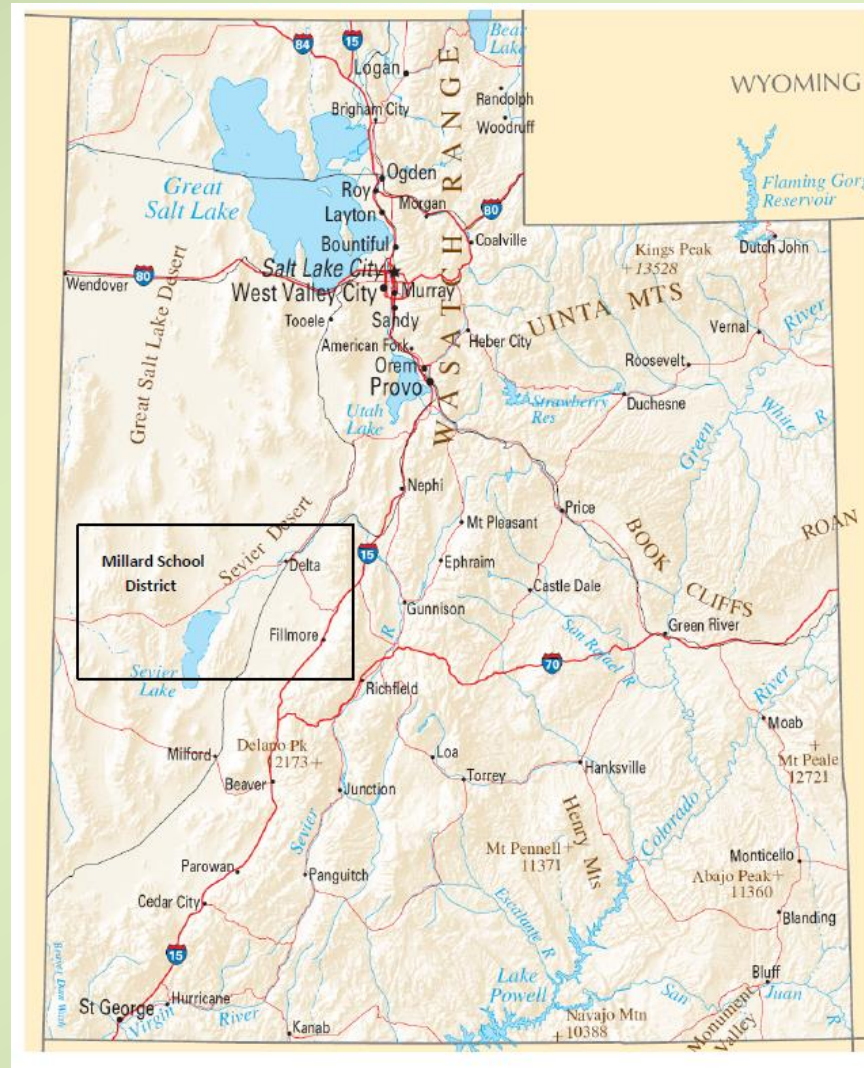 84
15
Bear
Lake
Logan
WYOMING
Randolph
Brigham City
Woodruff
Great
Salt Lake
Ogden
Roy
Morgan
Layton
80
Flaming Gorg
Reservoir
WASATCH RANGE
Bountiful
Coalville
Kings Peak
+13528
Dutch John
Salt Lake City
80
Wendover
West Valley City
Murray
UINTA MTS
Tooele
Sandy
Vernal
River
American Fork
Heber City
Great Salt Lake Desert
Orem
Roosevelt
Provo
Strawberry
Res
Duchesne
Utah
Lake
White R
Green
Nephi
Sevier Desert
Mt Pleasant
Price
ROAN
BOOK CLIFFS
Millard School
District
Delta
15
Ephraim
Castle Dale
Gunnison
Fillmore
R
San Rafael R
Green River
Sevier
Lake
70
Richfield
River
Moab
Delano Pk
12173+
Milford
Loa
+
Mt Peale
12721
Beaver
Junction
Torrey
Hanksville
Colorado
Sevier
Henry Mts
Mt Pennell+
11371
Monticello
Parowan
Panguitch
Abajo Peak+
11360
Cedar City
Escalante R
Blanding
15
Beaver Dam Wash
Lake
Powell
Bluff
St George
Hurricane
San Juan R
Virgin River
Navajo Mtn
+10388
Monument
Valley
Kanab